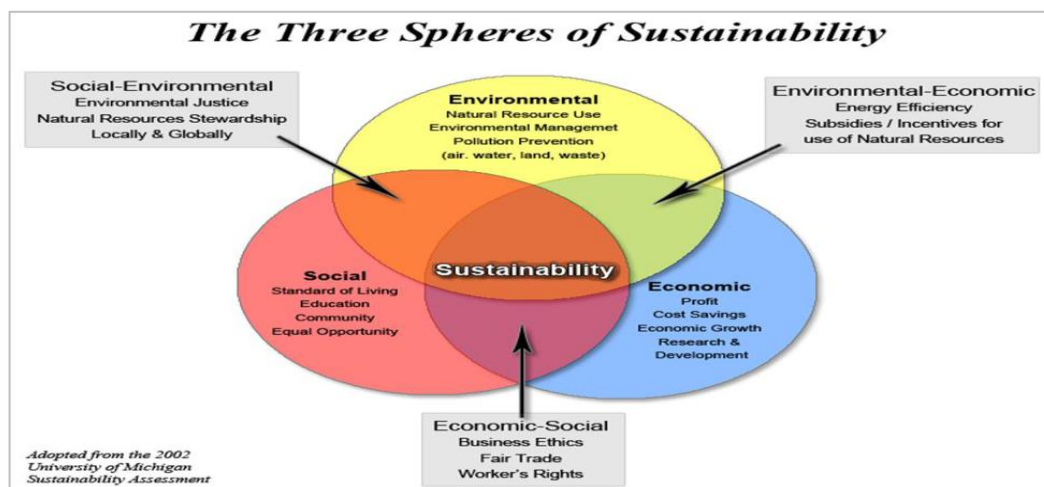 The Three Spheres of Sustainability
Social-Environmental
Environmental Justice
Natural Resources Stewardship
Locally & Globally
Environmental
Natural Resource Use
Environmental Managemet
Pollution Prevention
(air. water, land, waste)
Environmental-Economic
Energy Efficiency
Subsidies / Incentives for
use of Natural Resources
Sustainability
Social
Standard of Living
Education
Community
Equal Opportunity
Economic
Profit
Cost Savings
Economic Growth
Research &
Development
Economic-Social
Business Ethics
Fair Trade
Worker's Rights
Adopted from the 2002
University of Michigan
Sustainability Assessment